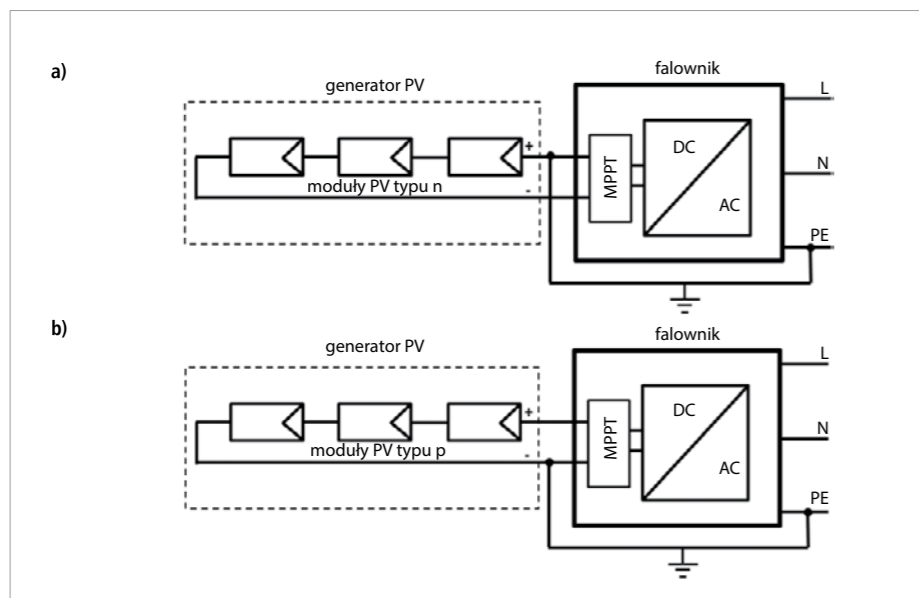 a)
falownik
generator PV
L
+
DC
MPPT
N
moduły PV typu n
-
AC
PE
b)
falownik
generator PV
L
+
DC
MPPT
N
moduły PV typu p
-
AC
PE